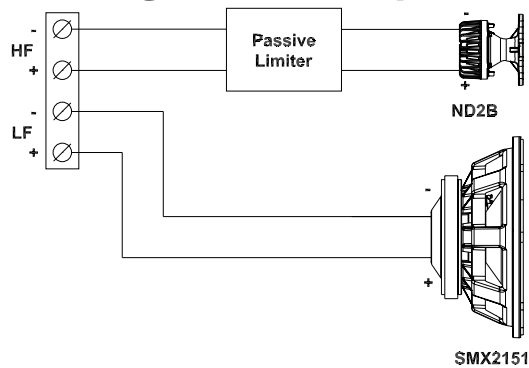 -
HF
+
-
LF
+
Passive
Limiter
-
+
ND2B
-
+
SMX2151